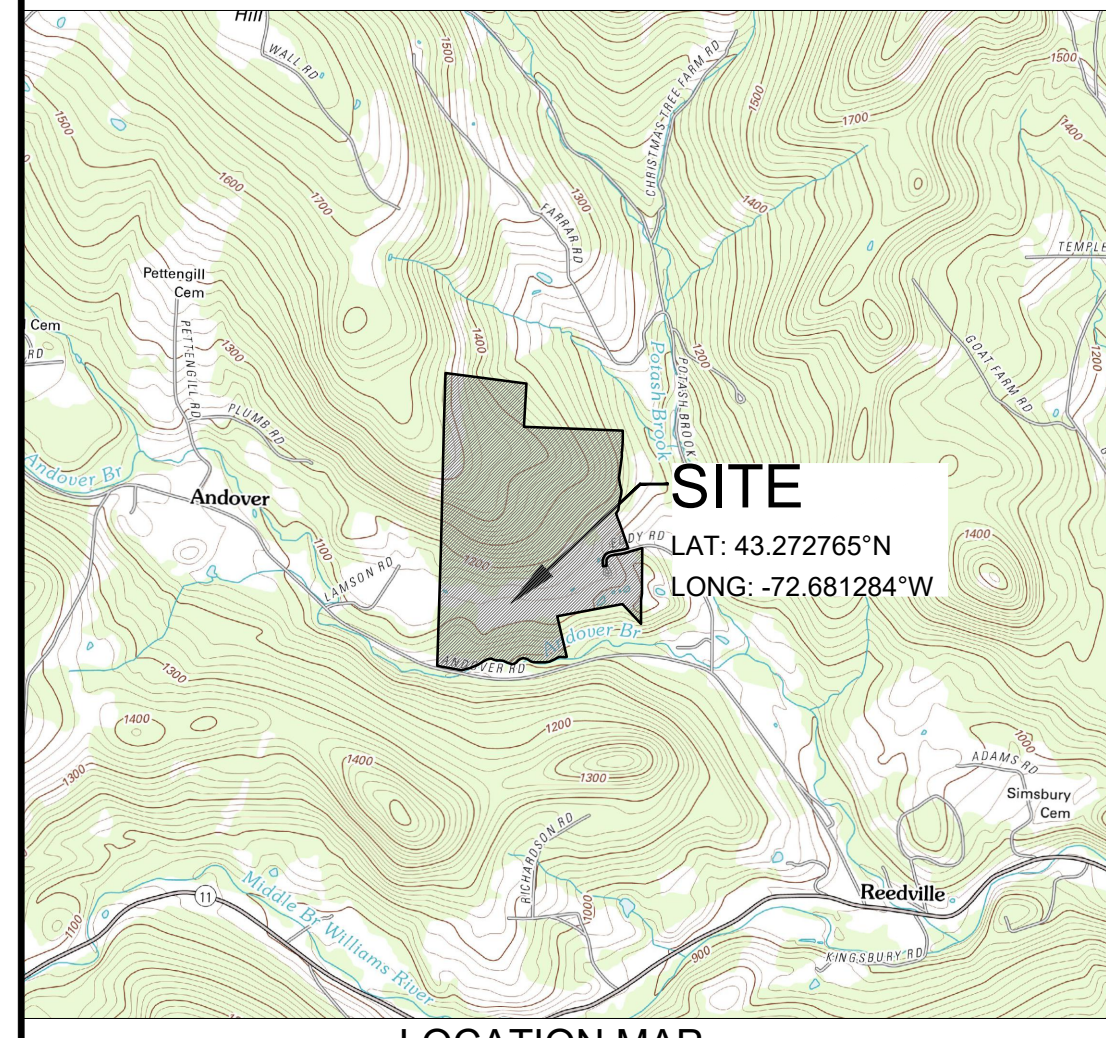 Hill
WALL RD
1500
CHRISTMAS TREE FARM RD
1500
1500
1500
1700
1400
1600
1700
1300
FARRAR RD
1400
TEMPLE
Pettengill
Cem
Cem
RD
PETTENGILL RD
1300
PLUMB RD
1400
Potash Brook
POTASH BROOK
1200
GOAT FARM RD
1200
Andover Br
Andover
1100
LAMSON RD
1200
SITE
LAT: 43.272765°N
LONG: -72.681284°W
1400
Andover Br
ANDOVER RD
1300
1400
1200
1300
1400
1300
1000
ADAMS RD
Simsbury
Cem
RICHARDSON RD
1000
Reedville
11
Middle Br Williams River
1100
900
KINGSBURY RD